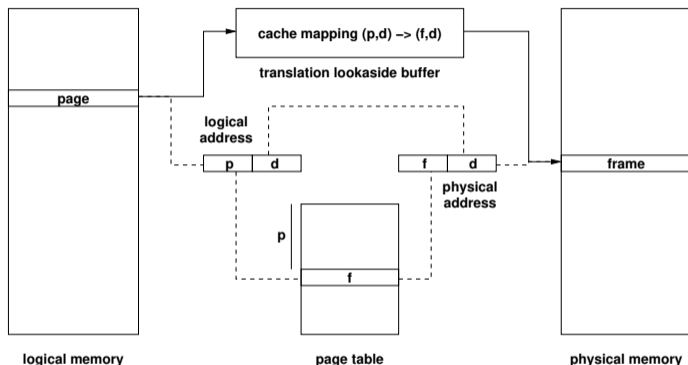 cache mapping (p,d) −> (f,d)
translation lookaside buffer
page
logical
address
p d
f d
frame
physical
address
p
f
logical memory
page table
physical memory